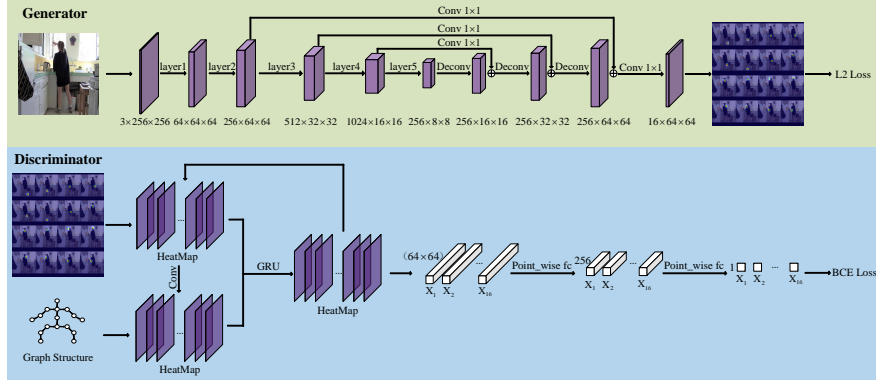 Generator
Conv 1×1
Conv 1×1
Conv 1×1
layer1
layer2
layer3
layer4
layer5
Deconv
Deconv
Deconv
Conv 1×1
L2 Loss
3×256×256
64×64×64
256×64×64
512×32×32
1024×16×16
256×8×8
256×16×16
256×32×32
256×64×64
16×64×64
Discriminator
HeatMap
...
Conv
GRU
...
HeatMap
...
HeatMap
Graph Structure
(64×64)
...
X1 X2 X16
Point_wise fc
256
...
X1 X2 X16
Point_wise fc
1
...
X1 X2 X16
BCE Loss